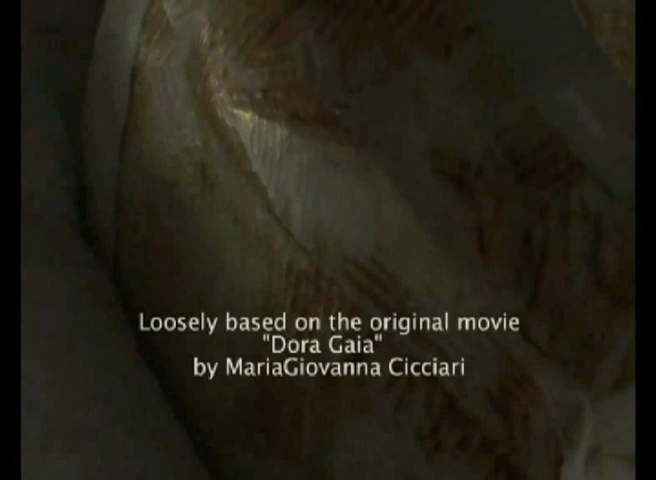 Loosely based on the original movie
"Dora Gaia"
by MariaGiovanna Cicciari